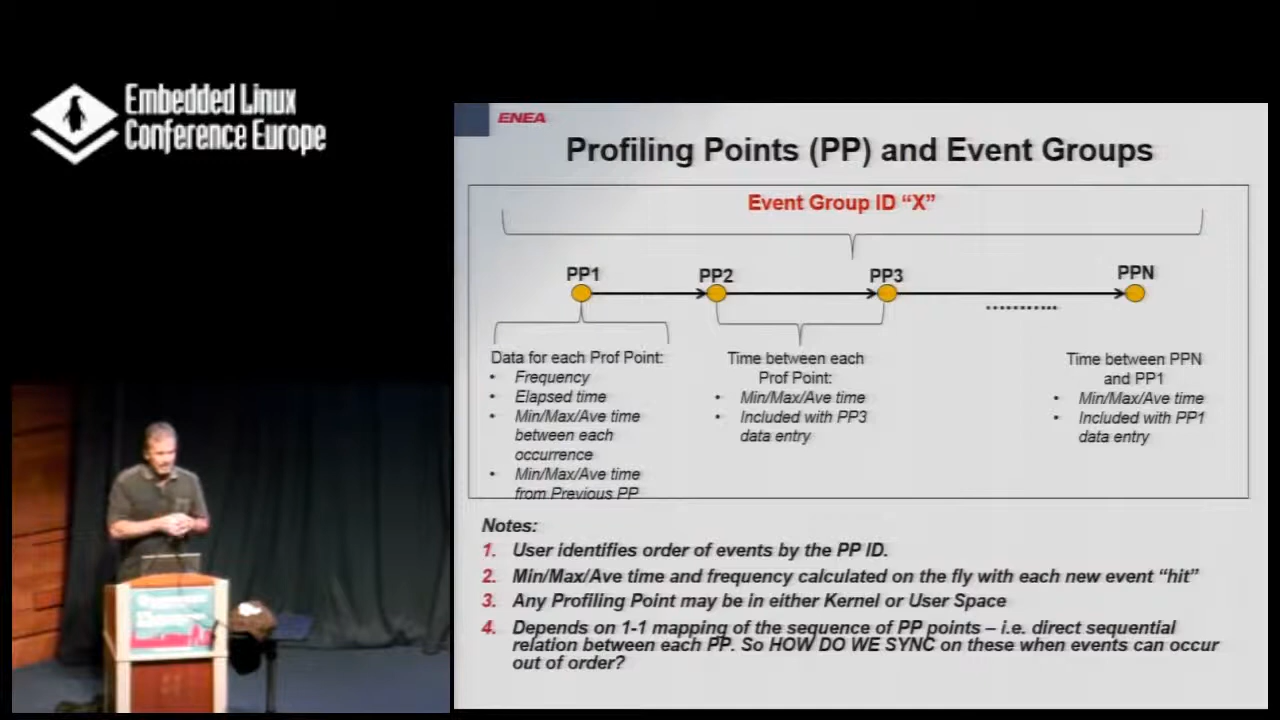 Embedded Linux
Conference Europe
ENEA
Profiling Points (PP) and Event Groups
Event Group ID “X”
PP1
PP2
PP3
PPN
...........
Data for each Prof Point:
• Frequency
• Elapsed time
• Min/Max/Ave time
between each
occurrence
• Min/Max/Ave time
from Previous PP
Time between each
Prof Point:
• Min/Max/Ave time
• Included with PP3
data entry
Time between PPN
and PP1
• Min/Max/Ave time
• Included with PP1
data entry
Notes:
1. User identifies order of events by the PP ID.
2. Min/Max/Ave time and frequency calculated on the fly with each new event “hit”
3. Any Profiling Point may be in either Kernel or User Space
4. Depends on 1-1 mapping of the sequence of PP points – i.e. direct sequential
relation between each PP. So HOW DO WE SYNC on these when events can occur
out of order?